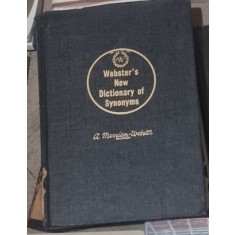 Webster's
New
Dictionary of
Synonyms
A Merriam-Webster